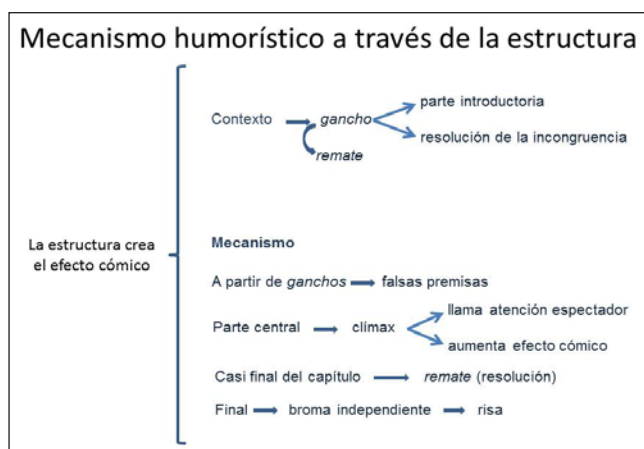 Mecanismo humorístico a través de la estructura
parte introductoria
Contexto gancho
resolución de la incongruencia
remate
La estructura crea
el efecto cómico
Mecanismo
A partir de ganchos falsas premisas
llama atención espectador
Parte central clímax
aumenta efecto cómico
Casi final del capítulo remate (resolución)
Final broma independiente risa